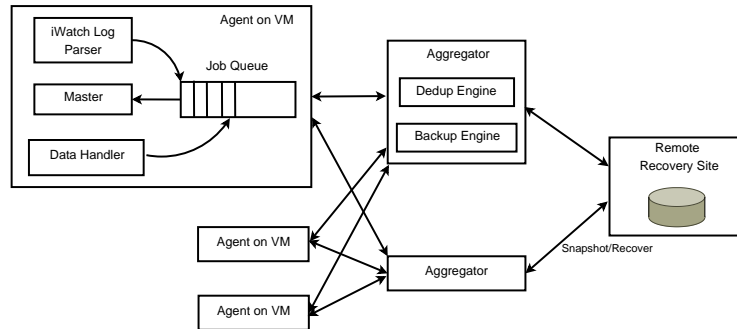 Agent on VM
iWatch Log
Parser
Job Queue
Master
Data Handler
Aggregator
Dedup Engine
Backup Engine
Remote
Recovery Site
Snapshot/Recover
Agent on VM
Aggregator
Agent on VM